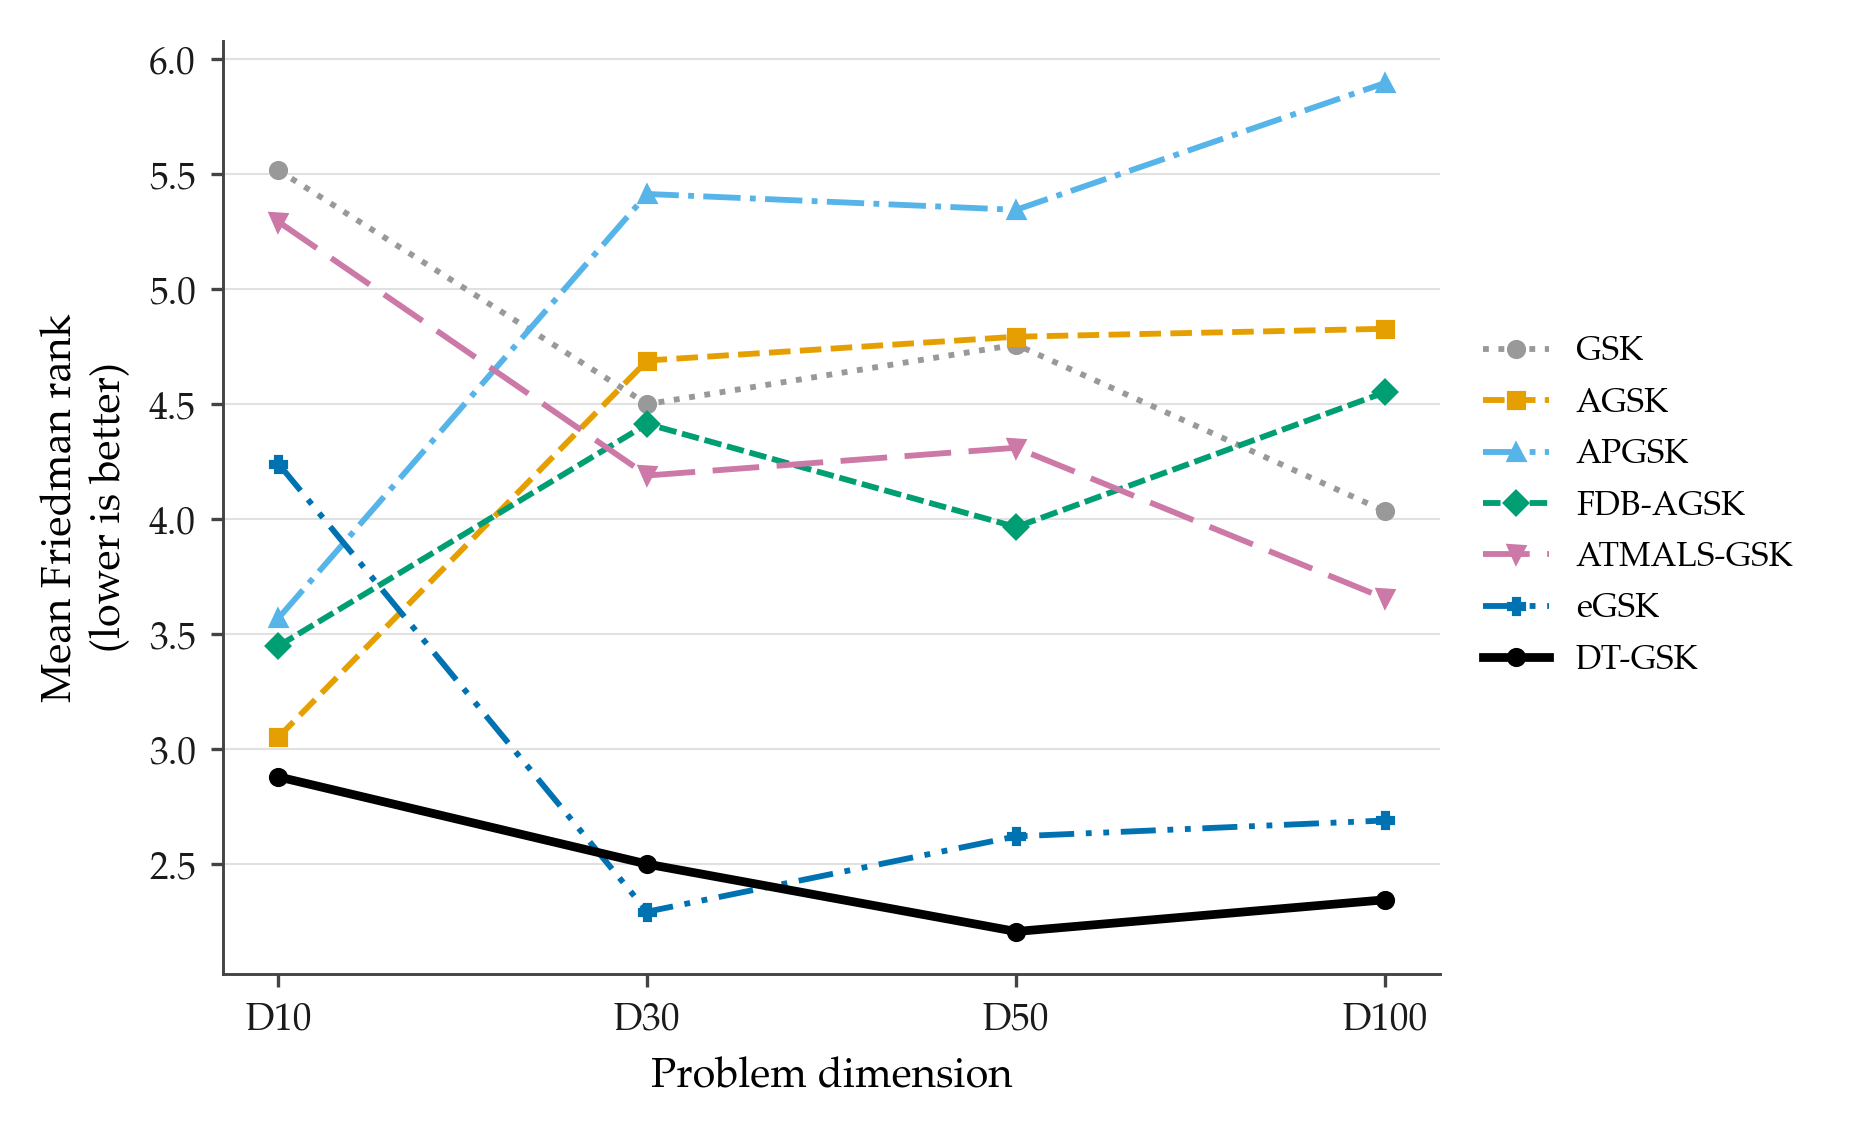 6.0
5.5
5.0
4.5
4.0
3.5
3.0
2.5
Mean Friedman rank
(lower is better)
D10
D30
D50
D100
Problem dimension
GSK
AGSK
APGSK
FDB-AGSK
ATMALS-GSK
eGSK
DT-GSK